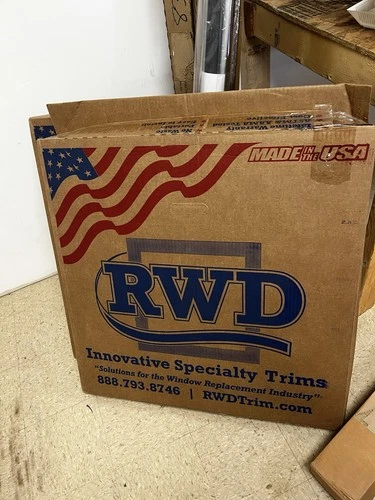 MADE IN THE USA
RWD
Innovative Specialty Trims
"Solutions for the Window Replacement Industry"
888.793.8746 | RWDTrim.com